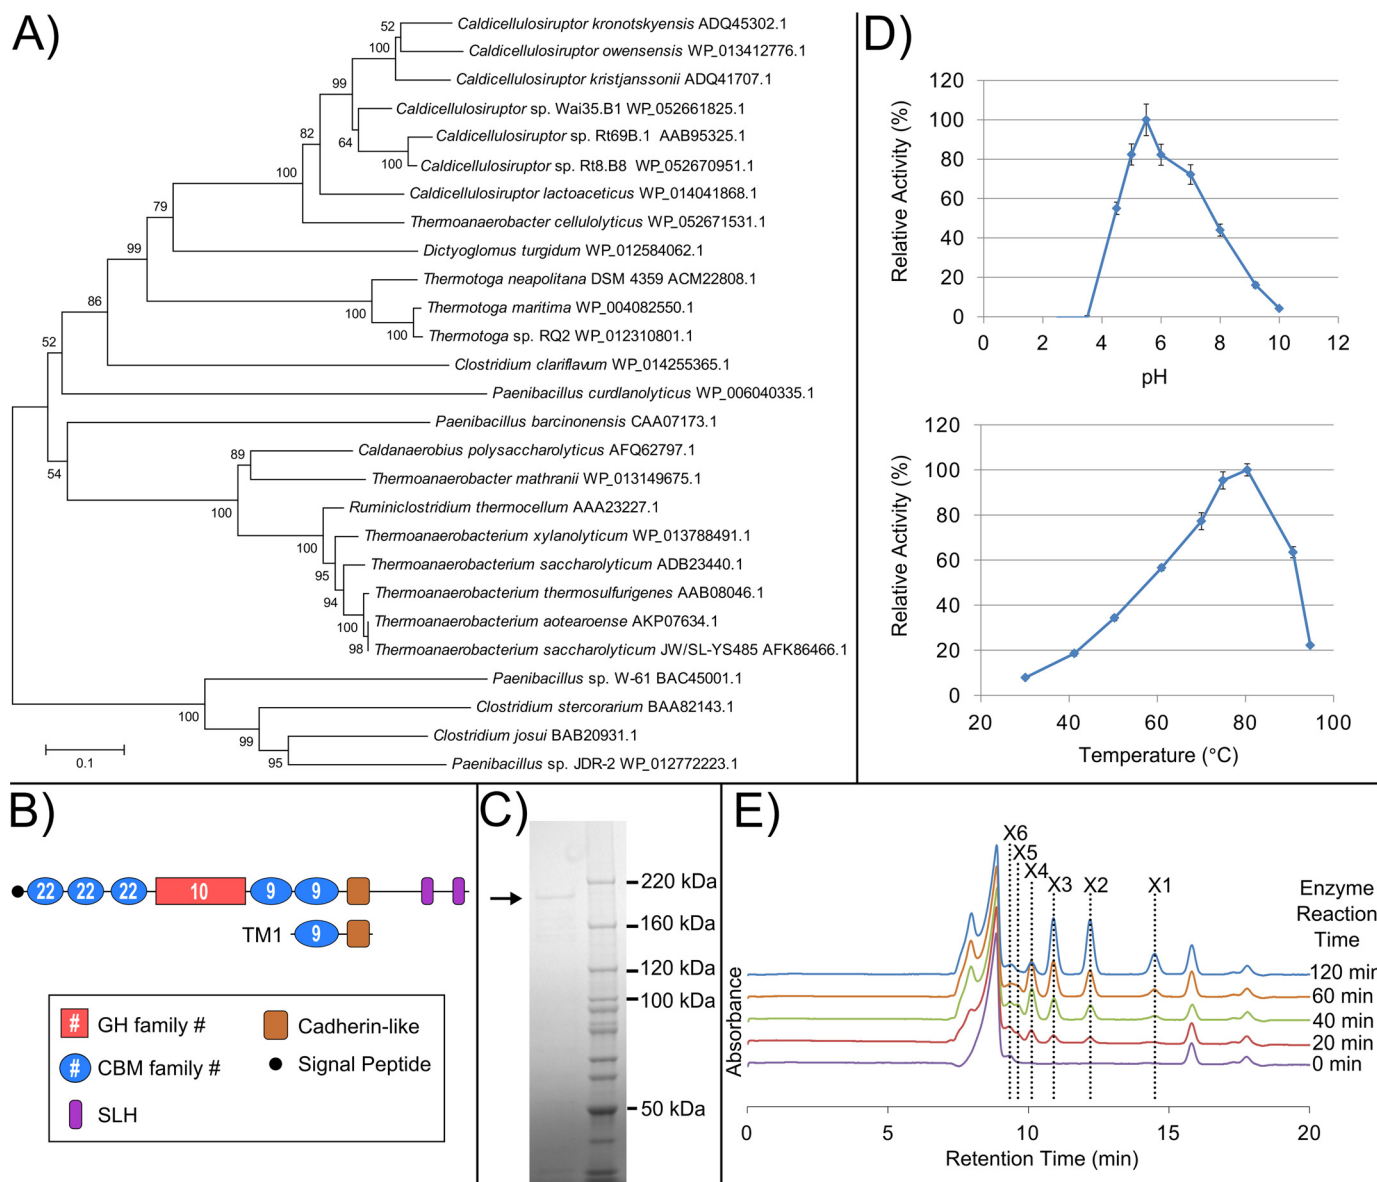 A)
52
Caldicellulosiruptor kronotskyensis ADQ45302.1
Caldicellulosiruptor owensensis WP_013412776.1
100
Caldicellulosiruptor kristjanssonii ADQ41707.1
99
Caldicellulosiruptor sp. Wai35.B1 WP_052661825.1
82
64
Caldicellulosiruptor sp. Rt69B.1 AAB95325.1
100
Caldicellulosiruptor sp. Rt8.B8 WP_052670951.1
100
Caldicellulosiruptor lactoaceticus WP_014041868.1
79
Thermoanaerobacter cellulolyticus WP_052671531.1
99
Dictyoglomus turgidum WP_012584062.1
Thermotoga neapolitana DSM 4359 ACM22808.1
86
100
Thermotoga maritima WP_004082550.1
100
Thermotoga sp. RQ2 WP_012310801.1
52
Clostridium clariflavum WP_014255365.1
Paenibacillus curdlanolyticus WP_006040335.1
Paenibacillus barcinonensis CAA07173.1
54
89
Caldanaerobius polysaccharolyticus AFQ62797.1
Thermoanaerobacter mathranii WP_013149675.1
100
Ruminiclostridium thermocellum AAA23227.1
100
Thermoanaerobacterium xylanolyticum WP_013788491.1
95
Thermoanaerobacterium saccharolyticum ADB23440.1
94
Thermoanaerobacterium thermosulfurigenes AAB08046.1
100
Thermoanaerobacterium aotearoense AKP07634.1
98
Thermoanaerobacterium saccharolyticum JW/SL-YS485 AFK86466.1
Paenibacillus sp. W-61 BAC45001.1
100
Clostridium stercorarium BAA82143.1
99
Clostridium josui BAB20931.1
95
Paenibacillus sp. JDR-2 WP_012772223.1
0.1
D)
Relative Activity (%)
120
100
80
60
40
20
0
0 2 4 6 8 10 12
pH
Relative Activity (%)
120
100
80
60
40
20
0
20 40 60 80 100
Temperature (°C)
B)
22 22 22 10 9 9
TM1 9
# GH family #
Cadherin-like
# CBM family #
Signal Peptide
SLH
C)
220 kDa
160 kDa
120 kDa
100 kDa
50 kDa
E)
X6
X5
X4 X3 X2 X1
Enzyme
Reaction
Time
120 min
60 min
40 min
20 min
0 min
Absorbance
0 5 10 15 20
Retention Time (min)